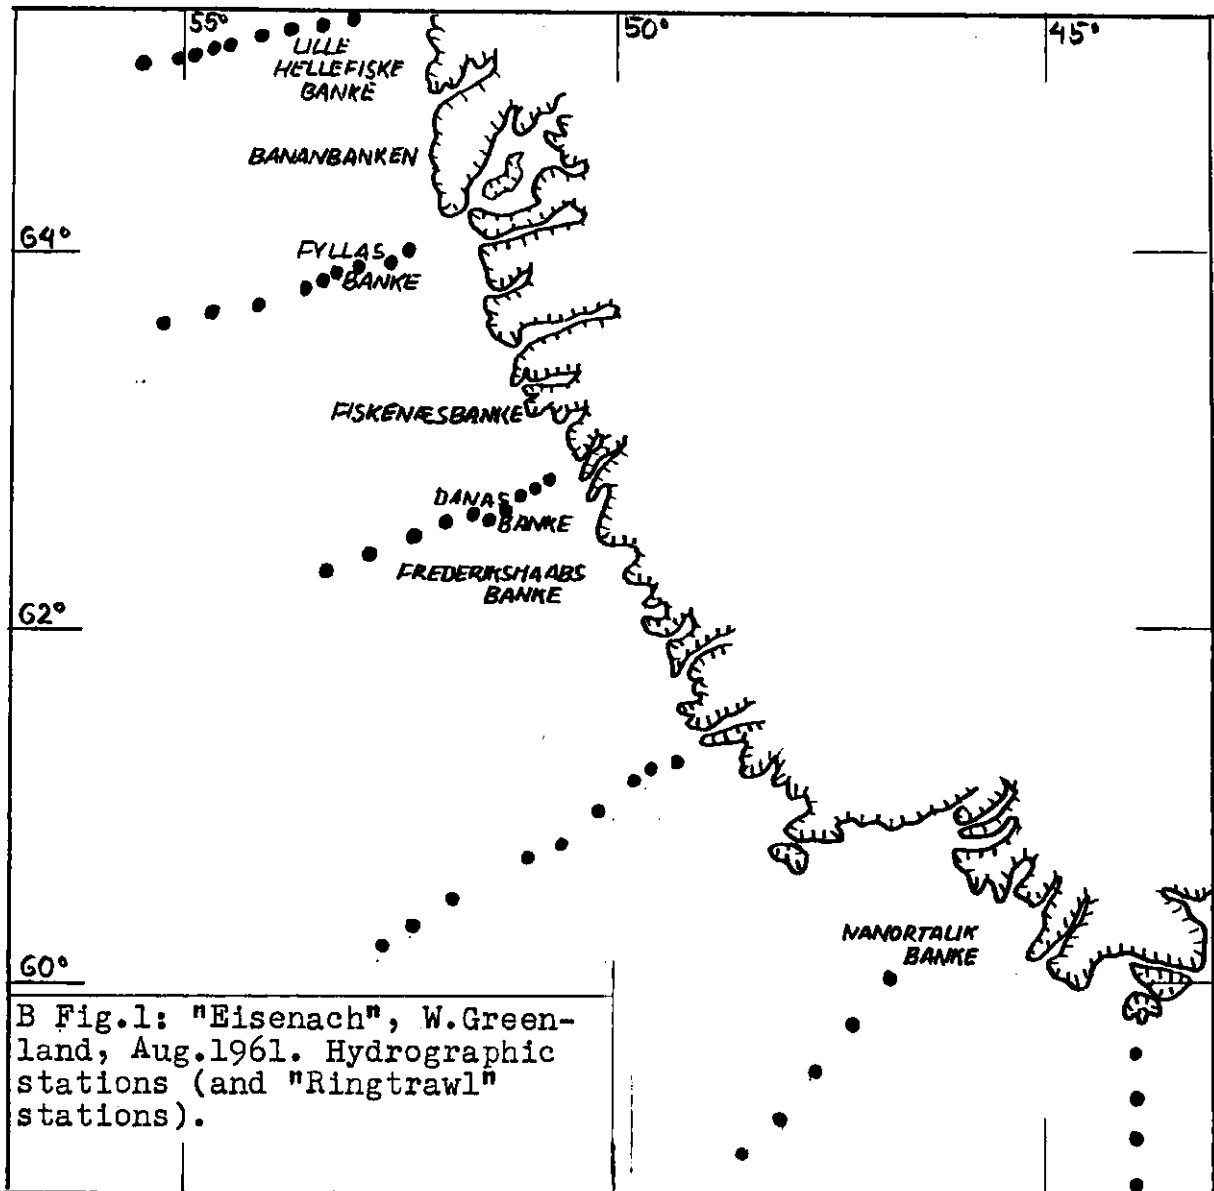 55°
50°
45°
LILLE
HELLEFISKE
BANKE
BANANBANKEN
64°
FYLLAS
BANKE
FISKENÆSBANKE
DANAS
BANKE
FREDERIKSHAABS
BANKE
62°
NANORTALIK
BANKE
60°
B Fig.1: "Eisenach", W.Green-
land, Aug.1961. Hydrographic
stations (and "Ringtrawl"
stations).